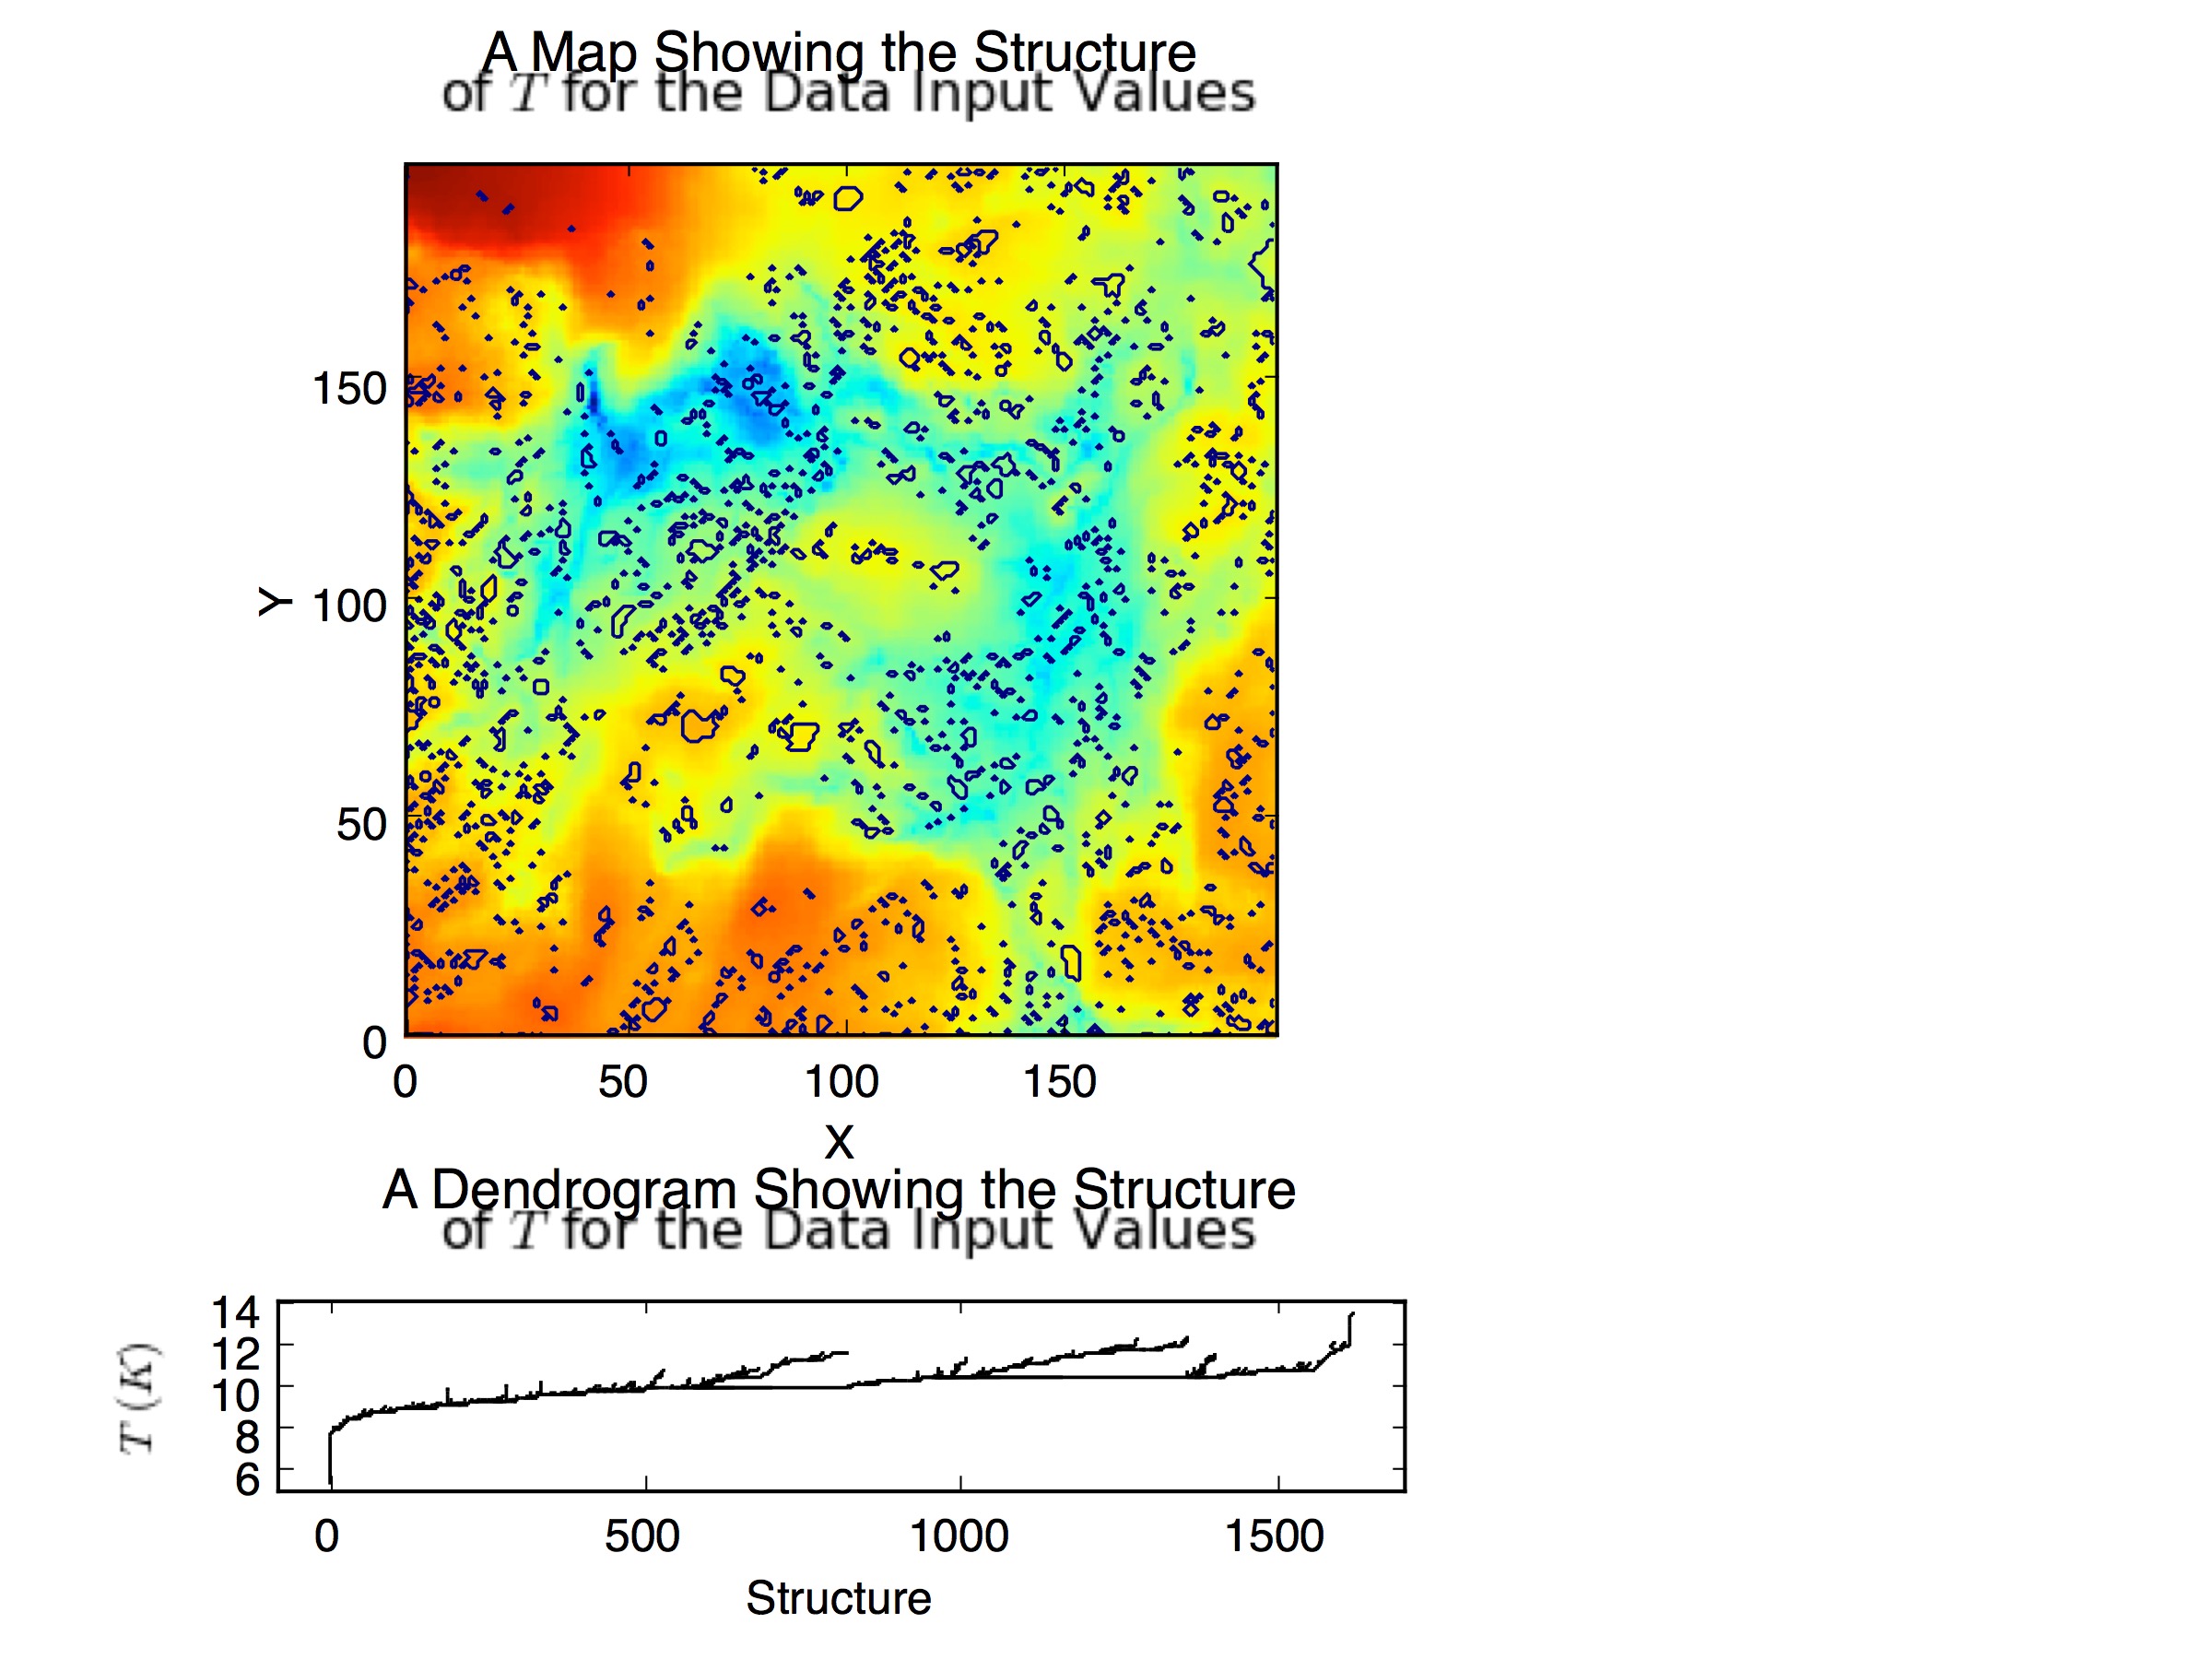 A Map Showing the Structure
of T for the Data Input Values
150
100
50
0
Y
0 50 100 150
X
A Dendrogram Showing the Structure
of T for the Data Input Values
14
12
10
8
6
T (K)
0 500 1000 1500
Structure